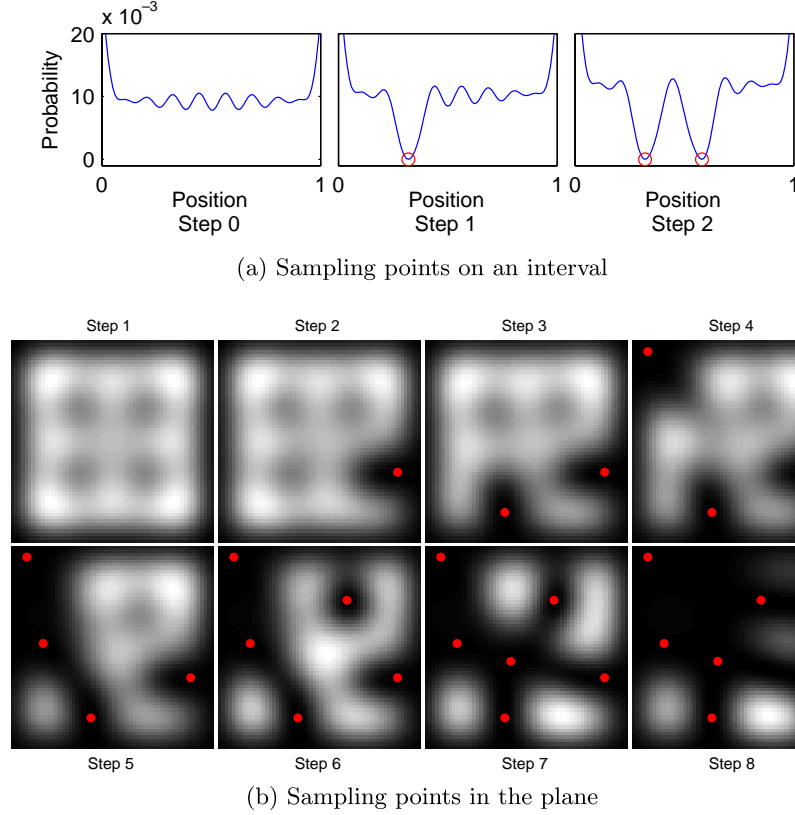 x 10⁻³
20
10
0
Probability
0 1 0 1 0 1
Position Position Position
Step 0 Step 1 Step 2
(a) Sampling points on an interval
Step 1 Step 2 Step 3 Step 4
Step 5 Step 6 Step 7 Step 8
(b) Sampling points in the plane